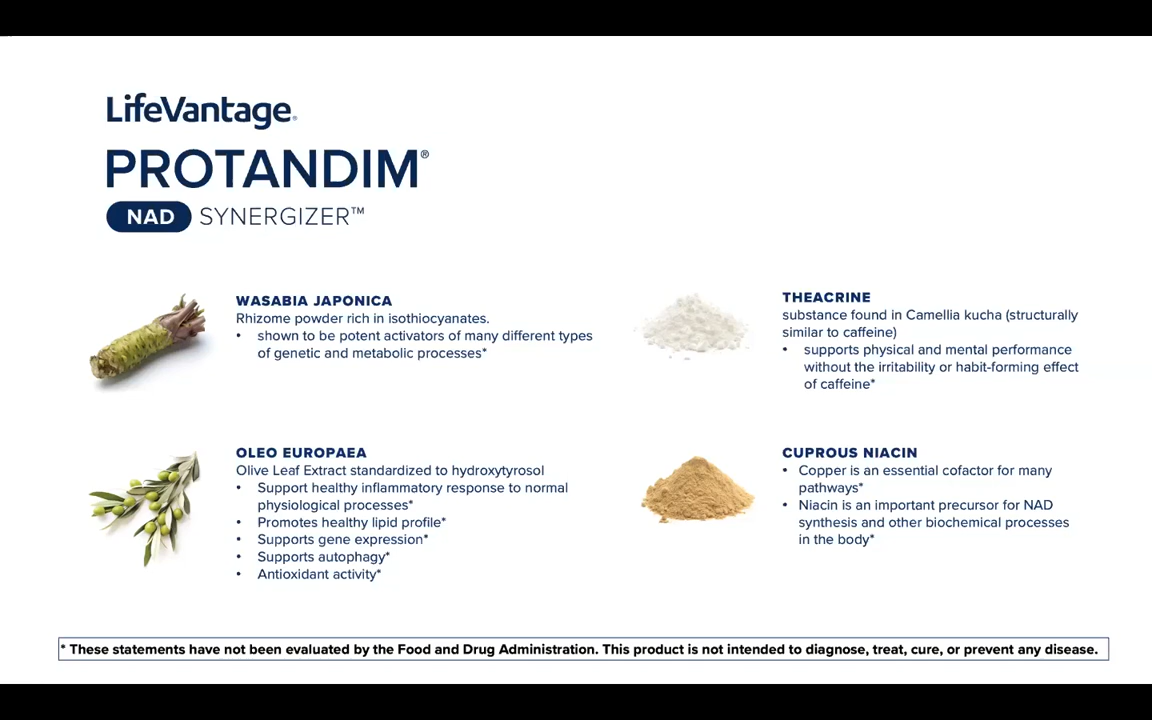 LifeVantage®
PROTANDIM®
NAD SYNERGIZER™
WASABIA JAPONICA
Rhizome powder rich in isothiocyanates.
• shown to be potent activators of many different types
of genetic and metabolic processes*
THEACRINE
substance found in Camellia kucha (structurally
similar to caffeine)
• supports physical and mental performance
without the irritability or habit-forming effect
of caffeine*
OLEO EUROPAEA
Olive Leaf Extract standardized to hydroxytyrosol
• Support healthy inflammatory response to normal
physiological processes*
• Promotes healthy lipid profile*
• Supports gene expression*
• Supports autophagy*
• Antioxidant activity*
CUPROUS NIACIN
• Copper is an essential cofactor for many
pathways*
• Niacin is an important precursor for NAD
synthesis and other biochemical processes
in the body*
* These statements have not been evaluated by the Food and Drug Administration. This product is not intended to diagnose, treat, cure, or prevent any disease.